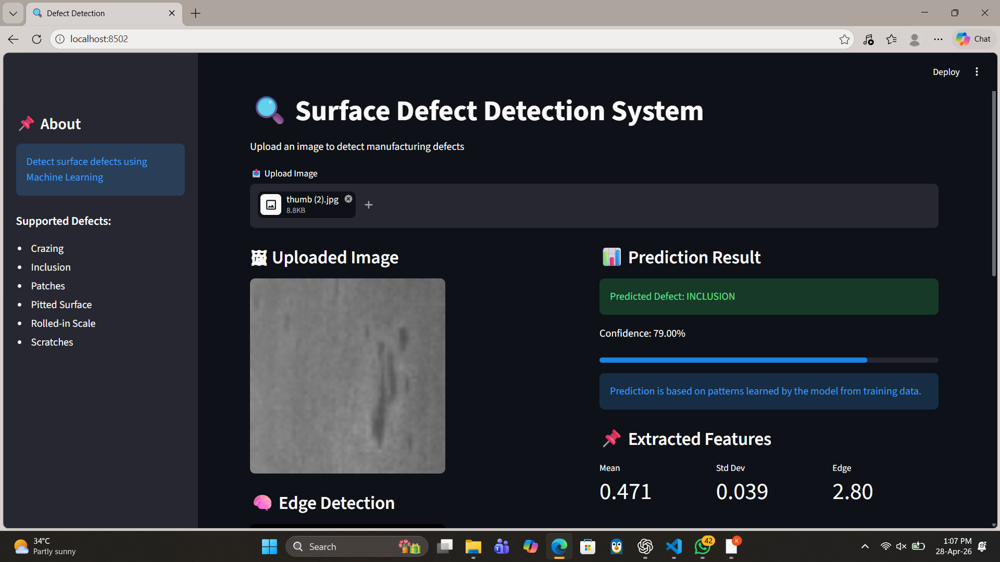 Defect Detection
localhost:8502
Chat
Deploy
About
Detect surface defects using
Machine Learning
Supported Defects:
Crazing
Inclusion
Patches
Pitted Surface
Rolled-in Scale
Scratches
Surface Defect Detection System
Upload an image to detect manufacturing defects
Upload Image
thumb (2).jpg
8.8KB
Uploaded Image
Edge Detection
Prediction Result
Predicted Defect: INCLUSION
Confidence: 79.00%
Prediction is based on patterns learned by the model from training data.
Extracted Features
Mean Std Dev Edge
0.471 0.039 2.80
34°C
Partly sunny
Search
42
K
1:07 PM
28-Apr-26